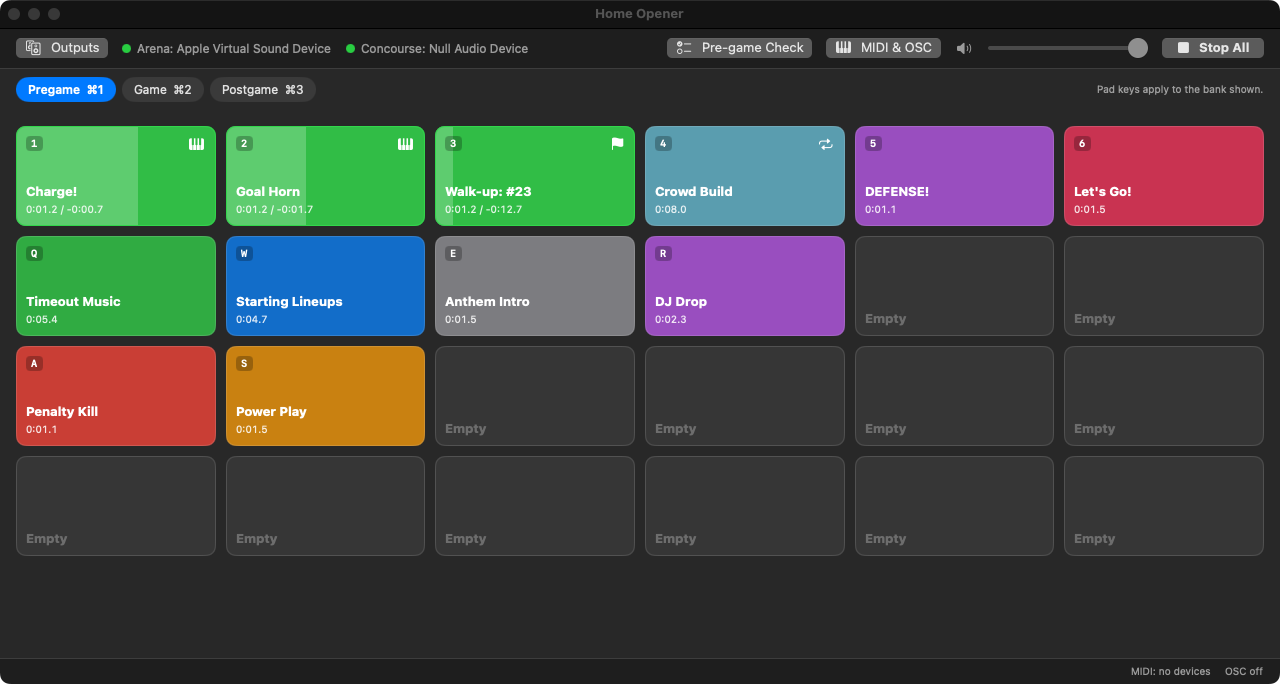 Home Opener
Outputs Arena: Apple Virtual Sound Device Concourse: Null Audio Device Pre-game Check MIDI & OSC Stop All
Pregame ⌘1 Game ⌘2 Postgame ⌘3 Pad keys apply to the bank shown.
1 2 3 4 5 6
Charge! Goal Horn Walk-up: #23 Crowd Build DEFENSE! Let's Go!
0:01.2 / -0:00.7 0:01.2 / -0:01.7 0:01.2 / -0:12.7 0:08.0 0:01.1 0:01.5
Q W E R
Timeout Music Starting Lineups Anthem Intro DJ Drop Empty Empty
0:05.4 0:04.7 0:01.5 0:02.3
A S
Penalty Kill Power Play Empty Empty Empty Empty
0:01.1 0:01.5
Empty Empty Empty Empty Empty Empty
MIDI: no devices OSC off